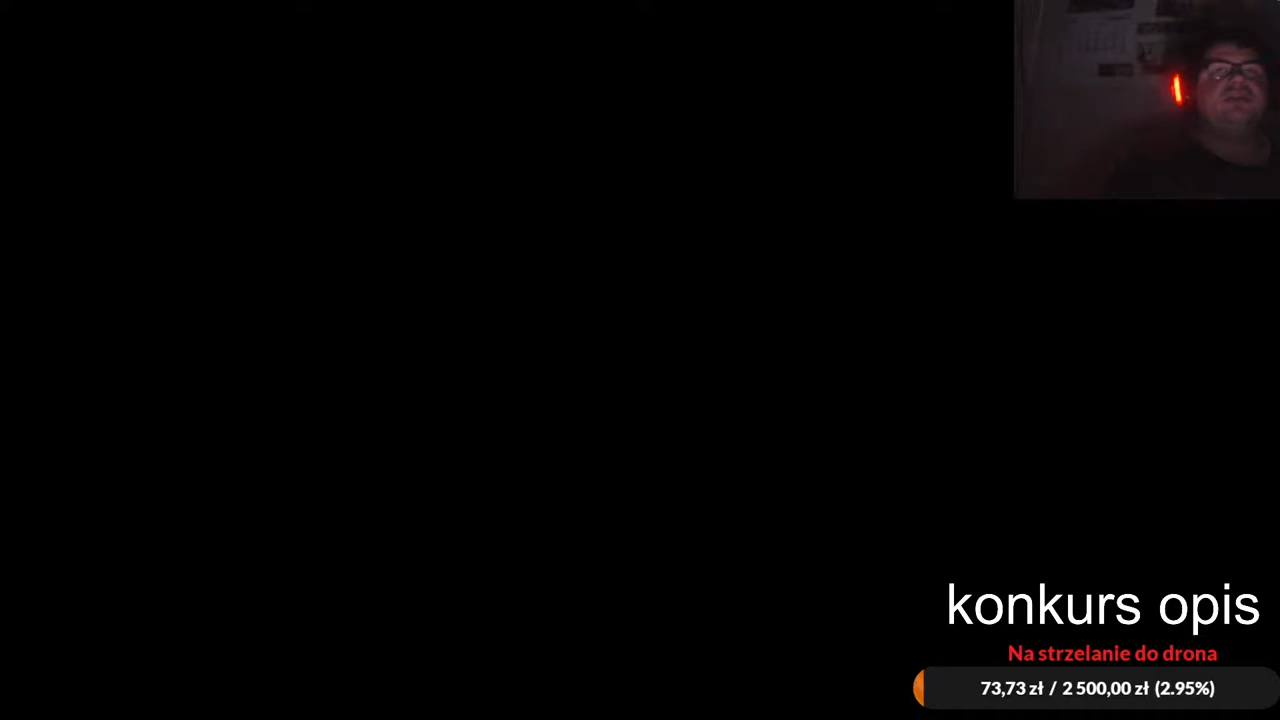 konkurs opis
Na strzelanie do drona
73,73 zł / 2 500,00 zł (2.95%)